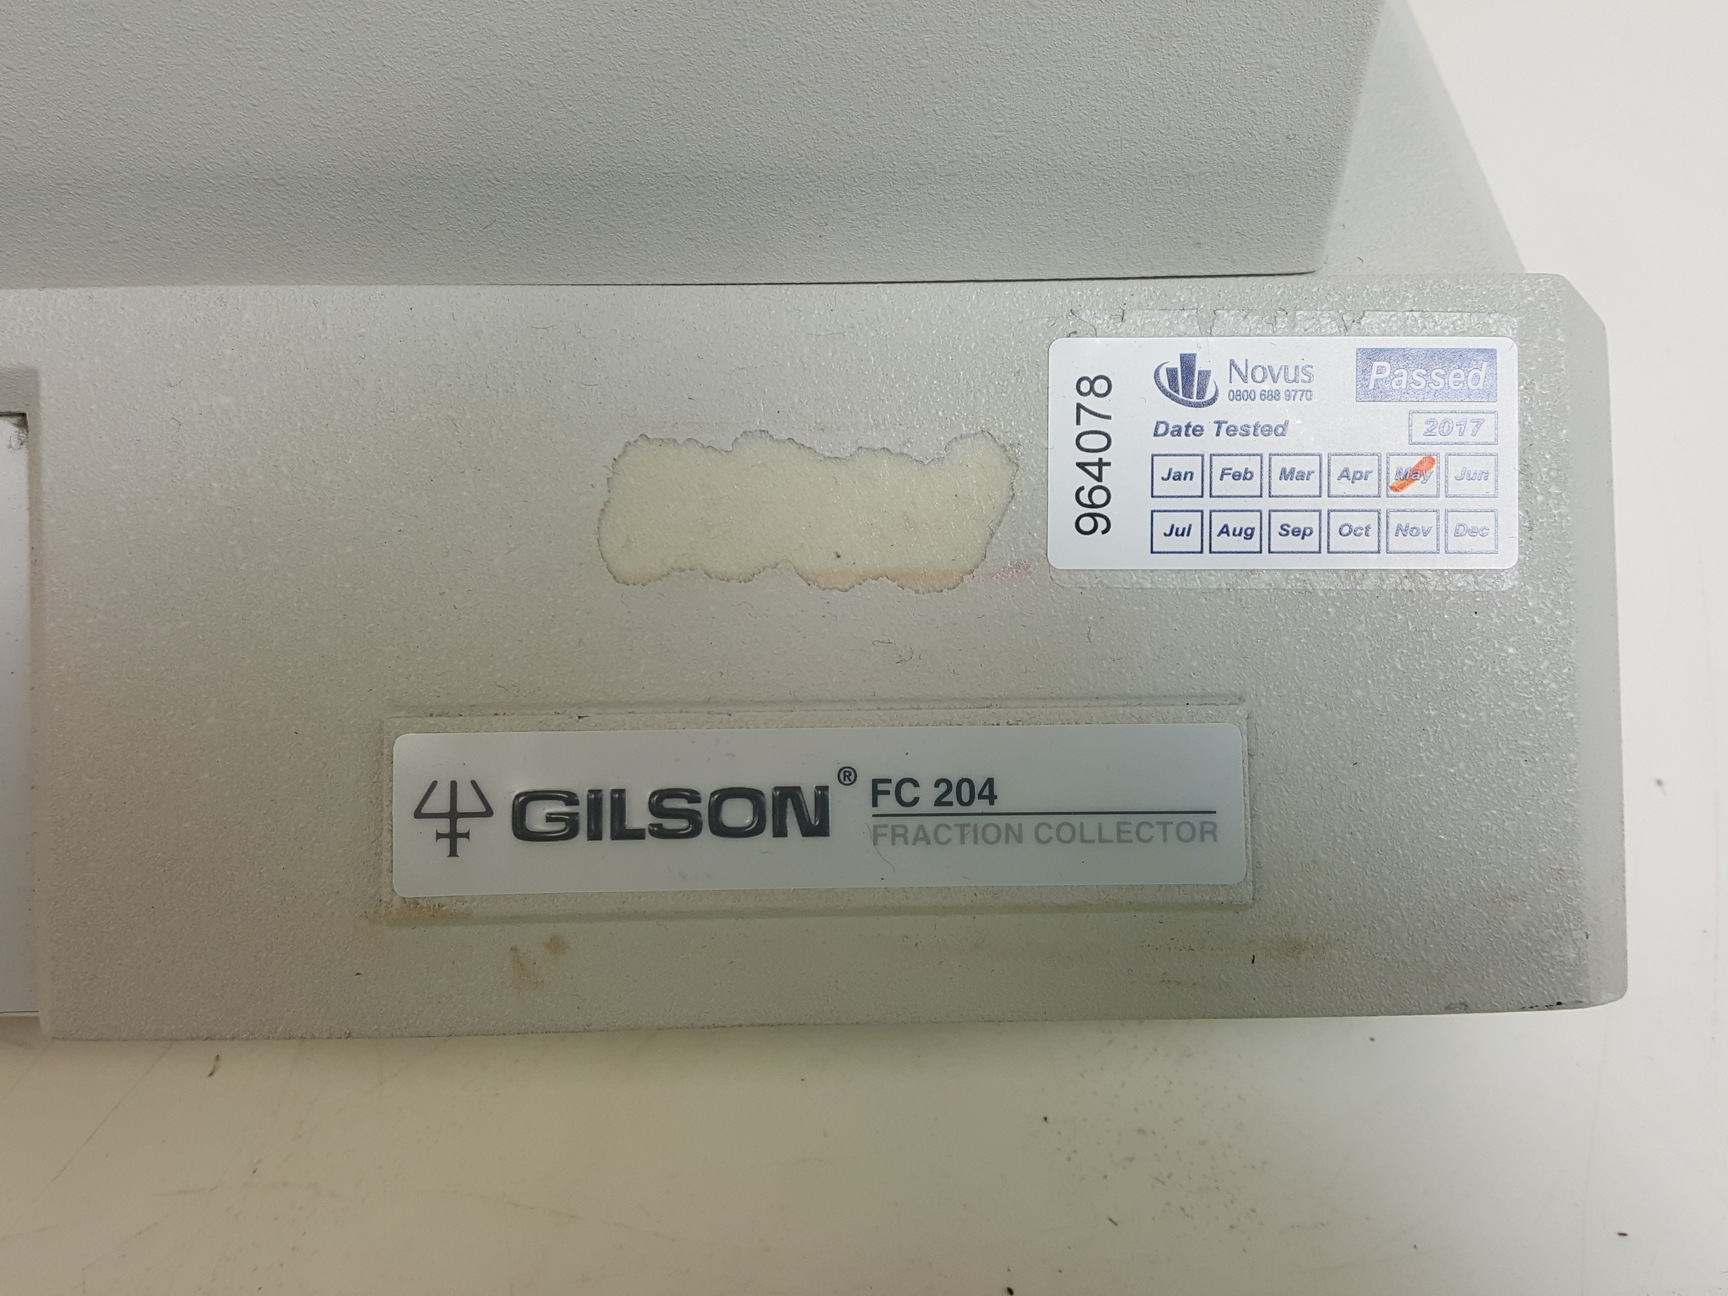 964078
Novus
0800 688 9770
Passed
Date Tested
2017
Jan Feb Mar Apr May Jun
Jul Aug Sep Oct Nov Dec
GILSON® FC 204
FRACTION COLLECTOR